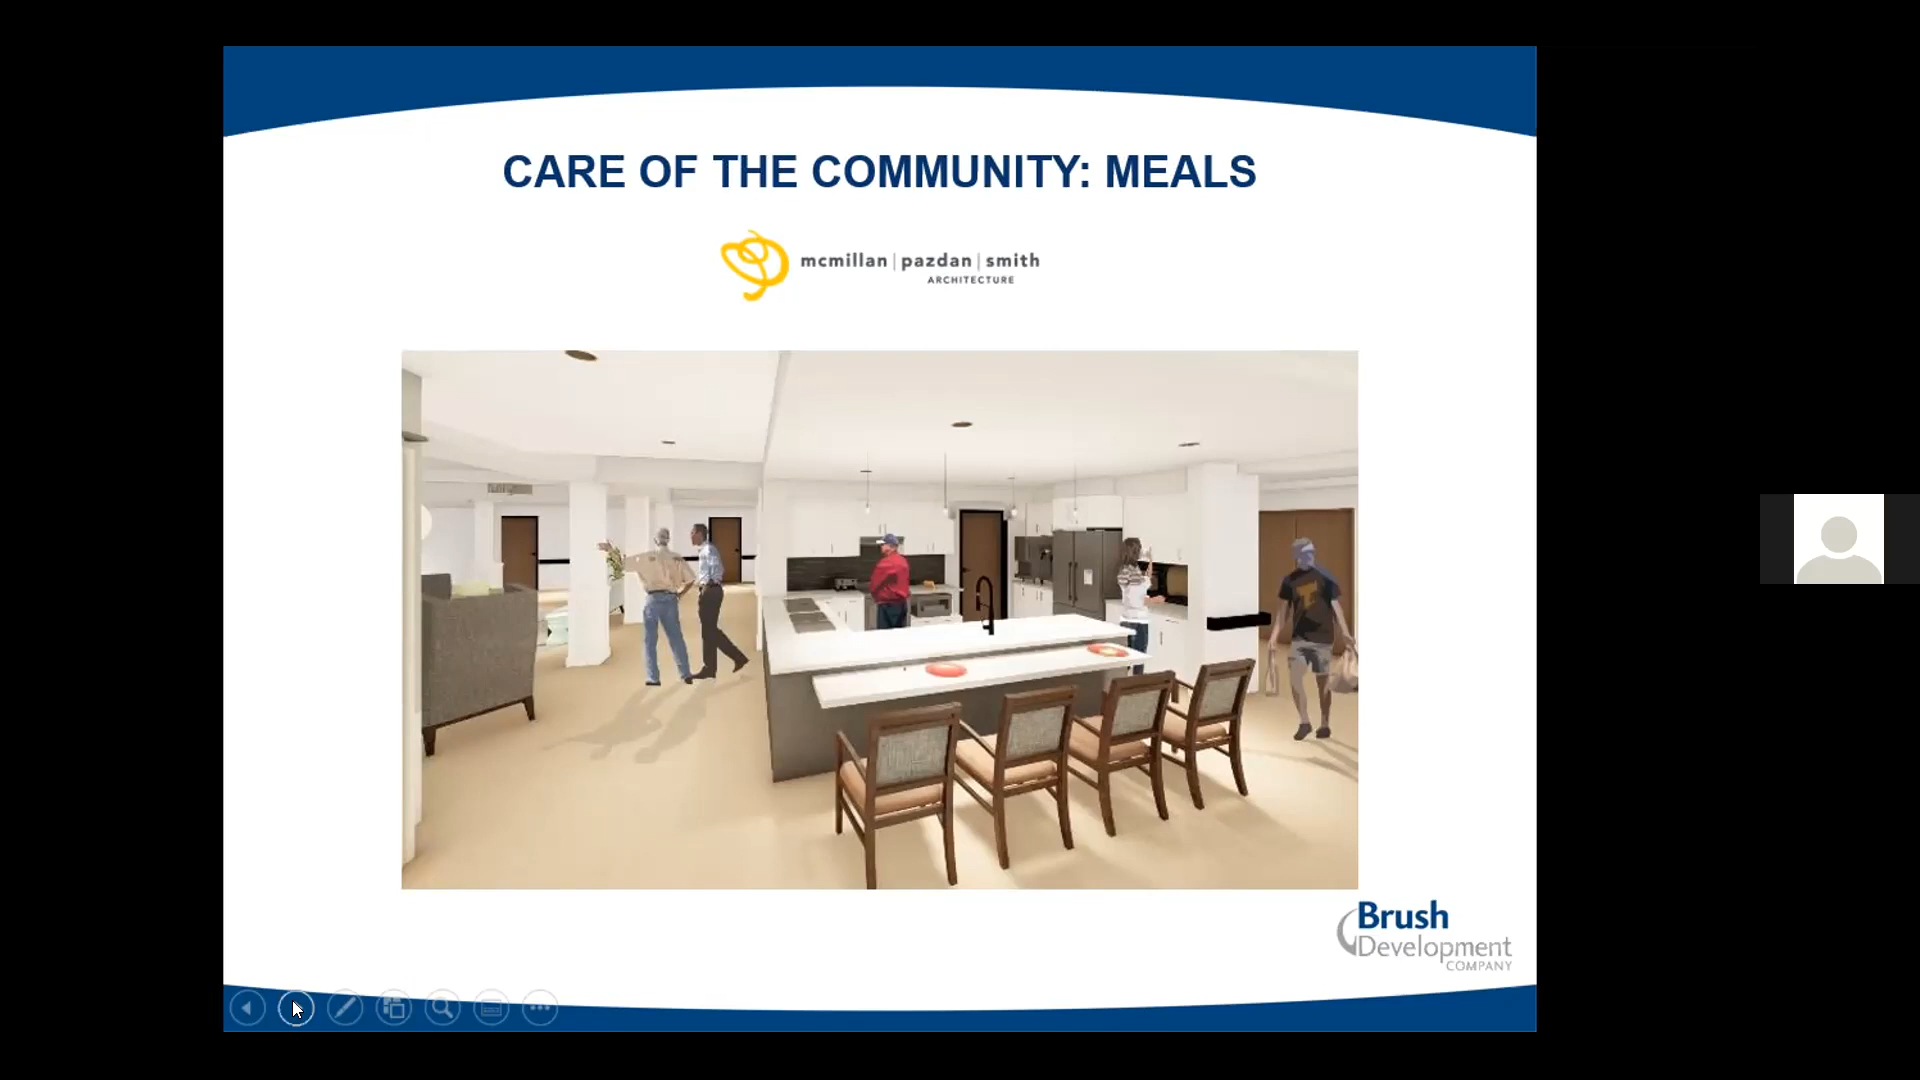 CARE OF THE COMMUNITY: MEALS
mcmillan | pazdan | smith
ARCHITECTURE
Brush
Development
COMPANY